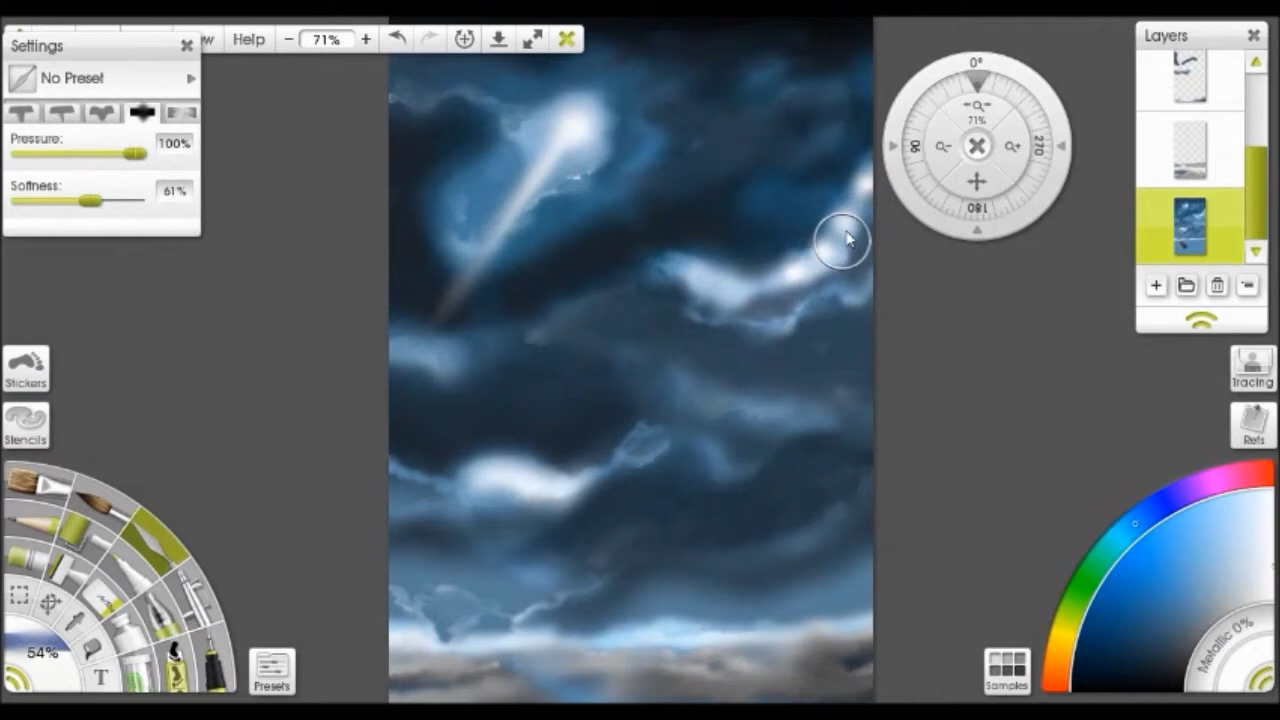 Settings
w Help − 71% +
No Preset
Pressure:
100%
Softness:
61%
Stickers
Stencils
54%
T
Presets
0°
71%
90
270
180
Layers
Tracing
Refs
Metallic 0%
Samples